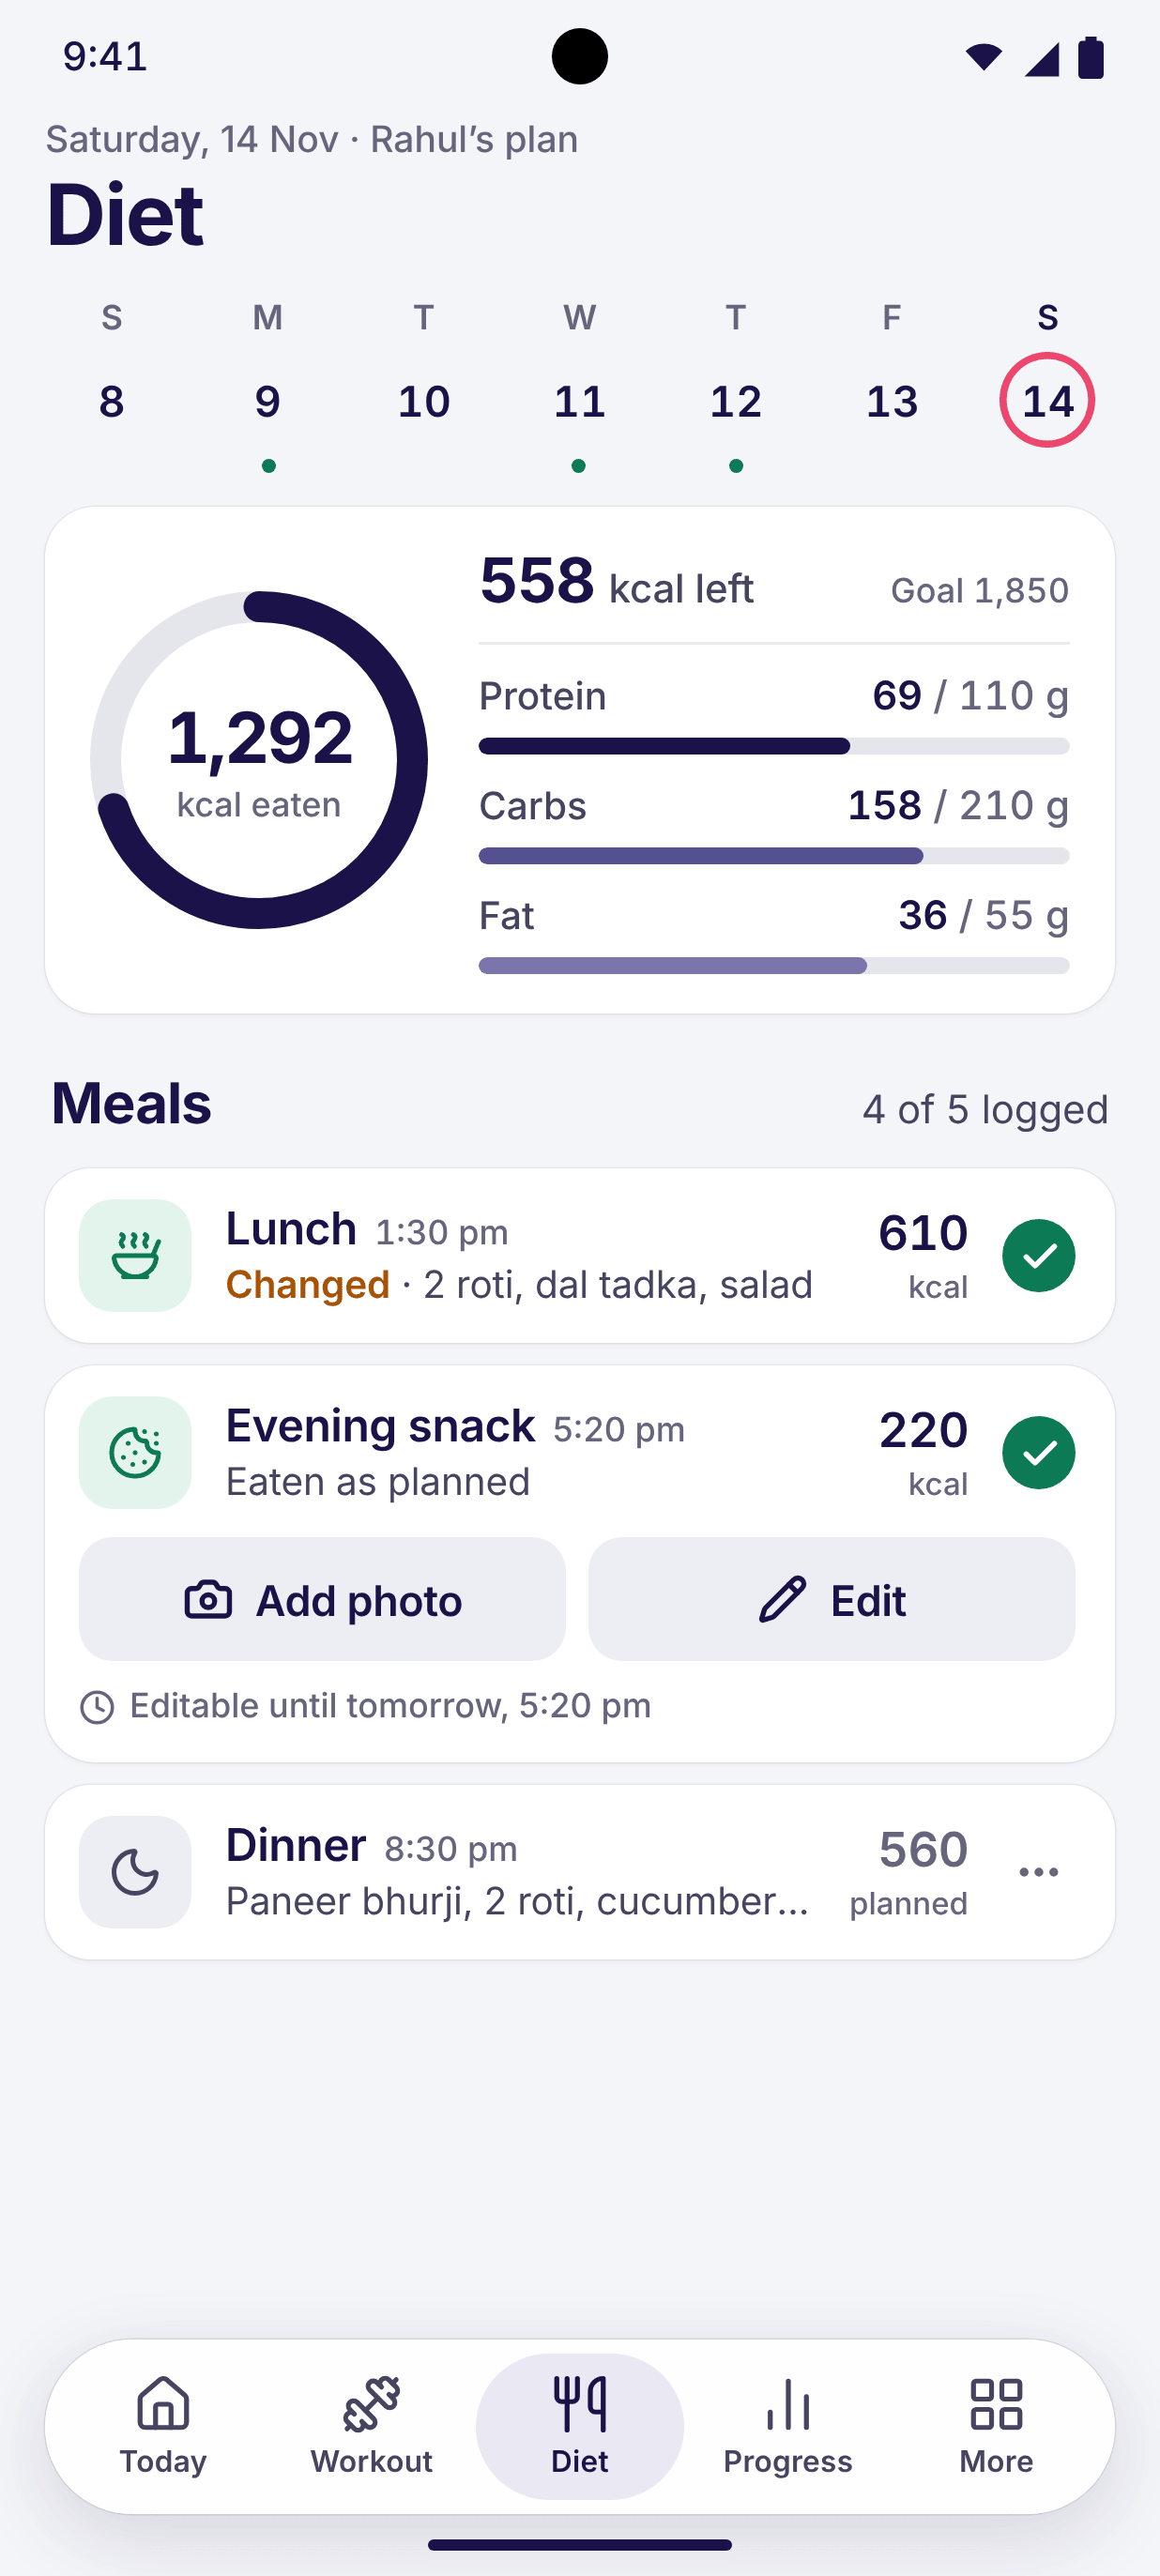 9:41
Saturday, 14 Nov · Rahul’s plan
Diet
S M T W T F S
8 9 10 11 12 13 14
558 kcal left Goal 1,850
1,292
kcal eaten
Protein 69 / 110 g
Carbs 158 / 210 g
Fat 36 / 55 g
Meals 4 of 5 logged
Lunch 1:30 pm 610
Changed · 2 roti, dal tadka, salad kcal
Evening snack 5:20 pm 220
Eaten as planned kcal
Add photo Edit
Editable until tomorrow, 5:20 pm
Dinner 8:30 pm 560
Paneer bhurji, 2 roti, cucumber... planned
Today Workout Diet Progress More